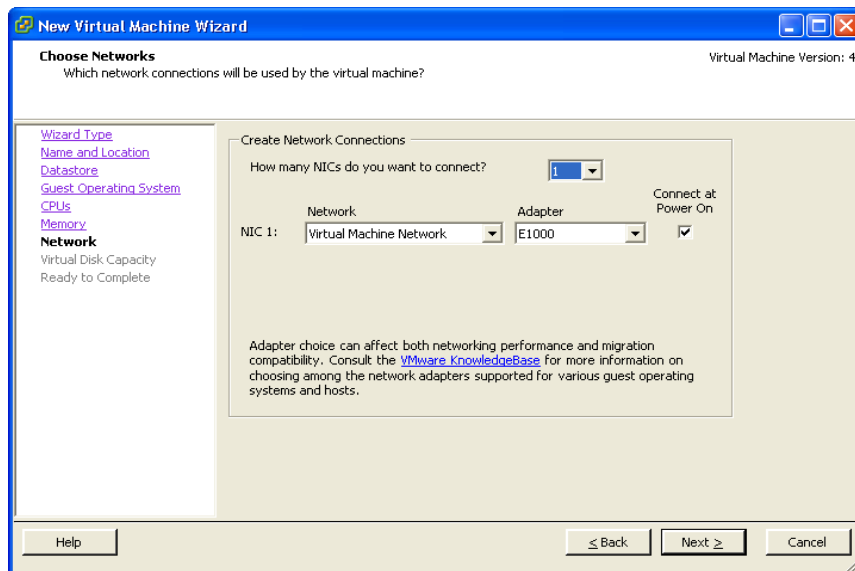 New Virtual Machine Wizard
Choose Networks
Which network connections will be used by the virtual machine?
Virtual Machine Version: 4
Wizard Type
Name and Location
Datastore
Guest Operating System
CPUs
Memory
Network
Virtual Disk Capacity
Ready to Complete
Create Network Connections
How many NICs do you want to connect?
1
Network
Adapter
Connect at
Power On
NIC 1:
Virtual Machine Network
E1000
Adapter choice can affect both networking performance and migration
compatibility. Consult the VMware KnowledgeBase for more information on
choosing among the network adapters supported for various guest operating
systems and hosts.
Help
< Back
Next >
Cancel